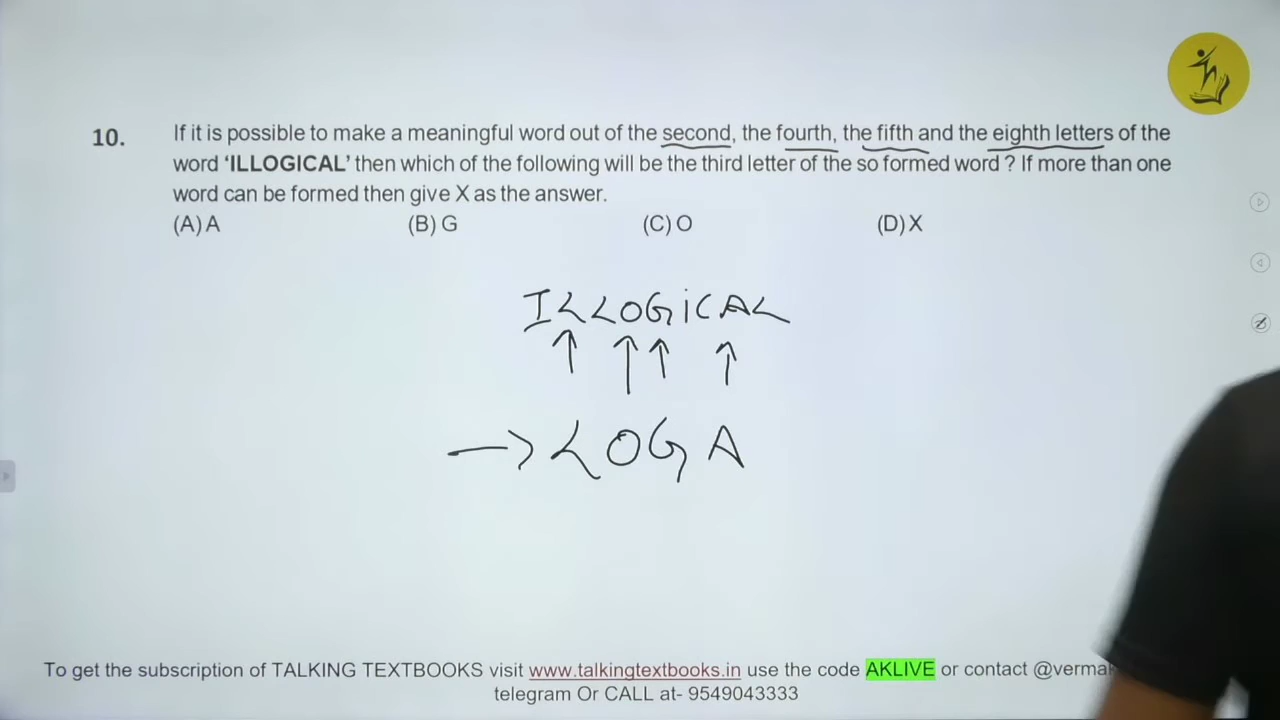 10. If it is possible to make a meaningful word out of the second, the fourth, the fifth and the eighth letters of the
word ‘ILLOGICAL’ then which of the following will be the third letter of the so formed word ? If more than one
word can be formed then give X as the answer.
(A) A (B) G (C) O (D) X
ILLOGiCAL
LOGA
To get the subscription of TALKING TEXTBOOKS visit www.talkingtextbooks.in use the code AKLIVE or contact
telegram Or CALL at- 9549043333